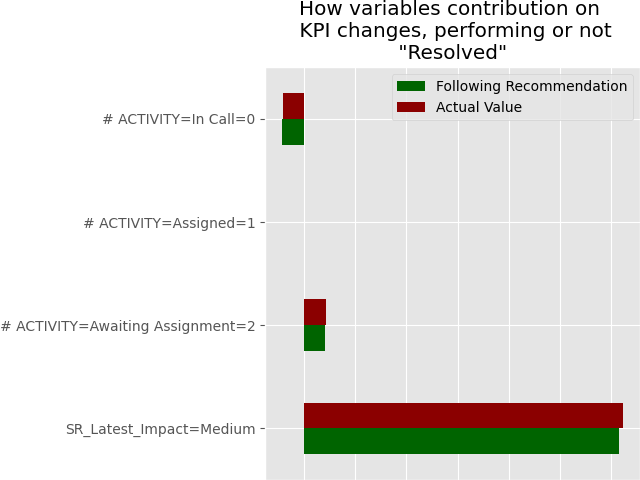 How variables contribution on
KPI changes, performing or not
"Resolved"
Following Recommendation
Actual Value
# ACTIVITY=In Call=0
# ACTIVITY=Assigned=1
# ACTIVITY=Awaiting Assignment=2
SR_Latest_Impact=Medium